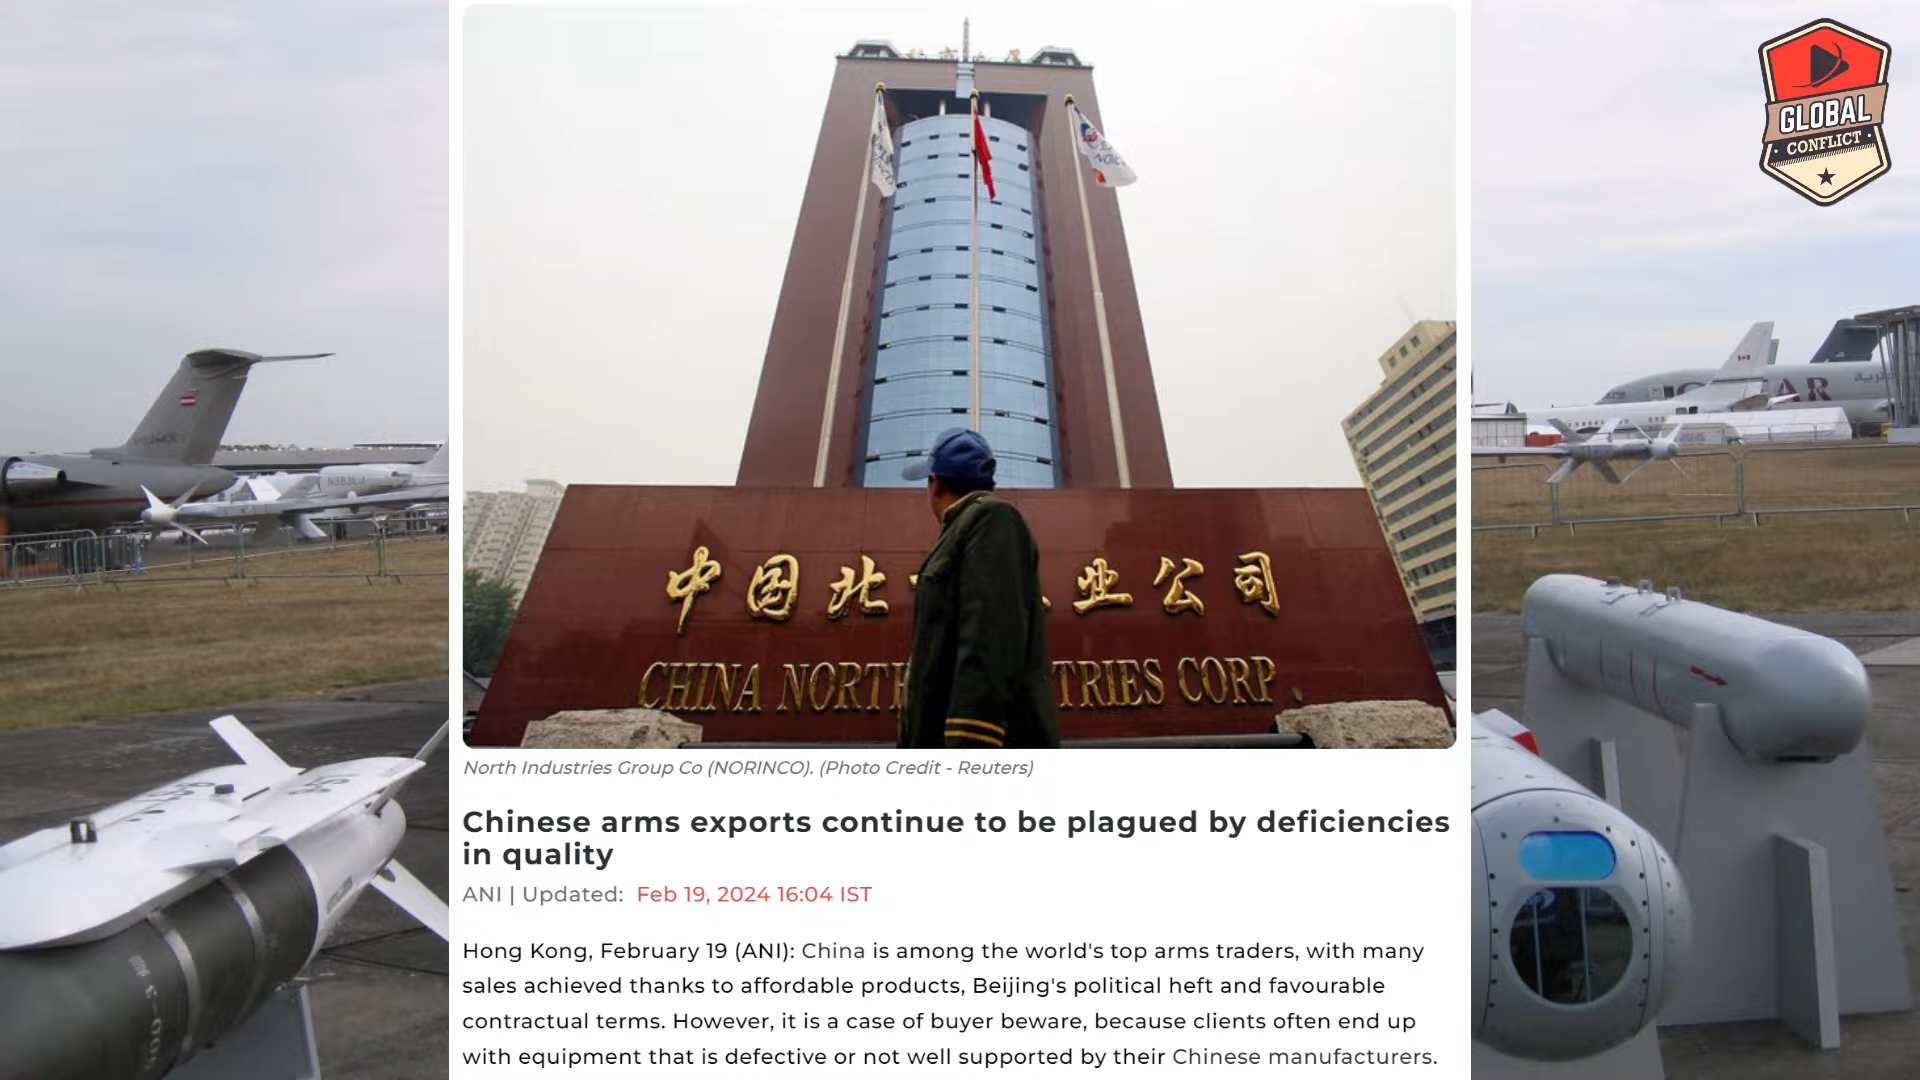 GLOBAL
CONFLICT
N383LJ
AR
中国北 业公司
CHINA NORTH TRIES CORP
North Industries Group Co (NORINCO). (Photo Credit - Reuters)
Chinese arms exports continue to be plagued by deficiencies
in quality
ANI | Updated: Feb 19, 2024 16:04 IST
Hong Kong, February 19 (ANI): China is among the world's top arms traders, with many
sales achieved thanks to affordable products, Beijing's political heft and favourable
contractual terms. However, it is a case of buyer beware, because clients often end up
with equipment that is defective or not well supported by their Chinese manufacturers.